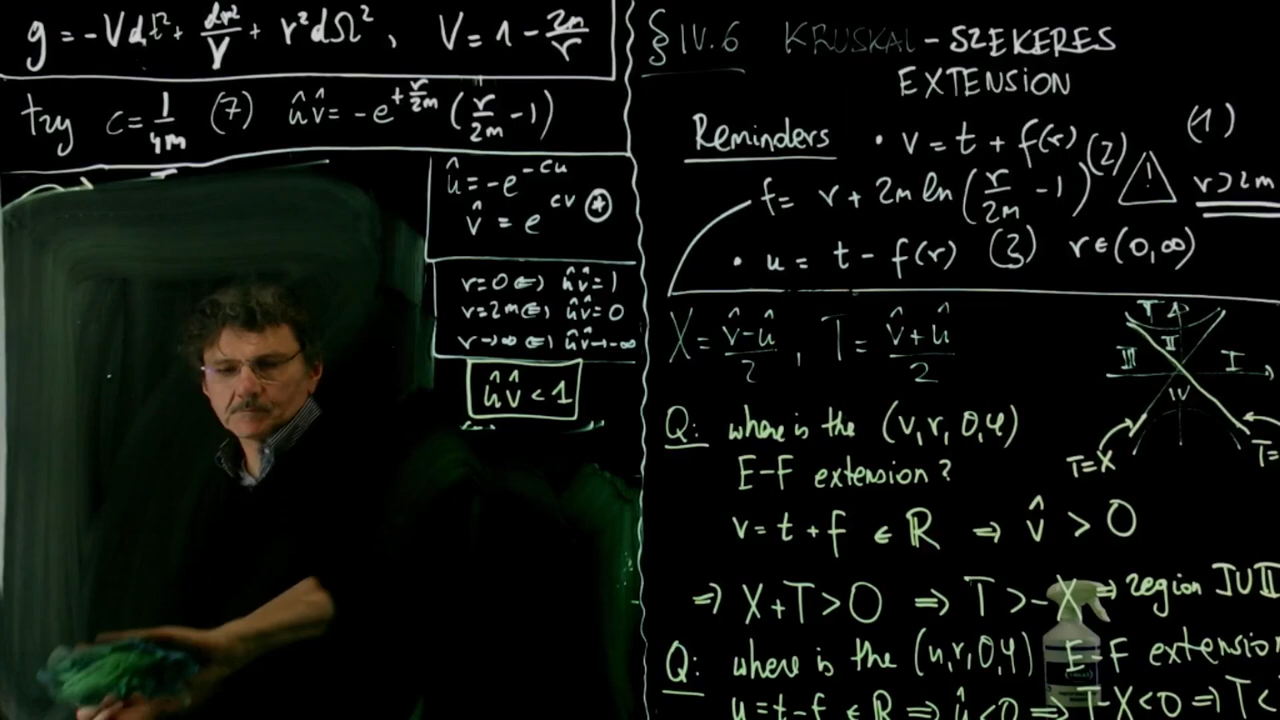 g = -Vdt² + dr²/V + r²dΩ² , V = 1 - 2m/r
try c = 1/4m (7) ûv̂ = -e^{+r/2m} (r/2m - 1)
û = -e^{-cu}
v̂ = e^{cv} ⊛
r=0 ⇔ ûv̂=1
r=2m ⇔ ûv̂=0
r→∞ ⇔ ûv̂→-∞
ûv̂ < 1
§ IV.6 KRUSKAL-SZEKERES
EXTENSION
Reminders • v = t + f(r) (1)
f = r + 2m ln (r/2m - 1) (2) ⚠ r>2m
• u = t - f(r) (3) r∈(0,∞)
X = (v̂-û)/2 , T = (v̂+û)/2
T
II
III I
IV
T=X T=
Q: where is the (v,r,θ,φ)
E-F extension?
v = t + f ∈ ℝ ⇒ v̂ > 0
⇒ X+T > 0 ⇒ T > -X ⇒ region I∪II
Q: where is the (u,r,θ,φ) E-F extension
u = t - f ∈ ℝ ⇒ û < 0 ⇒ T-X<0 ⇒ T<